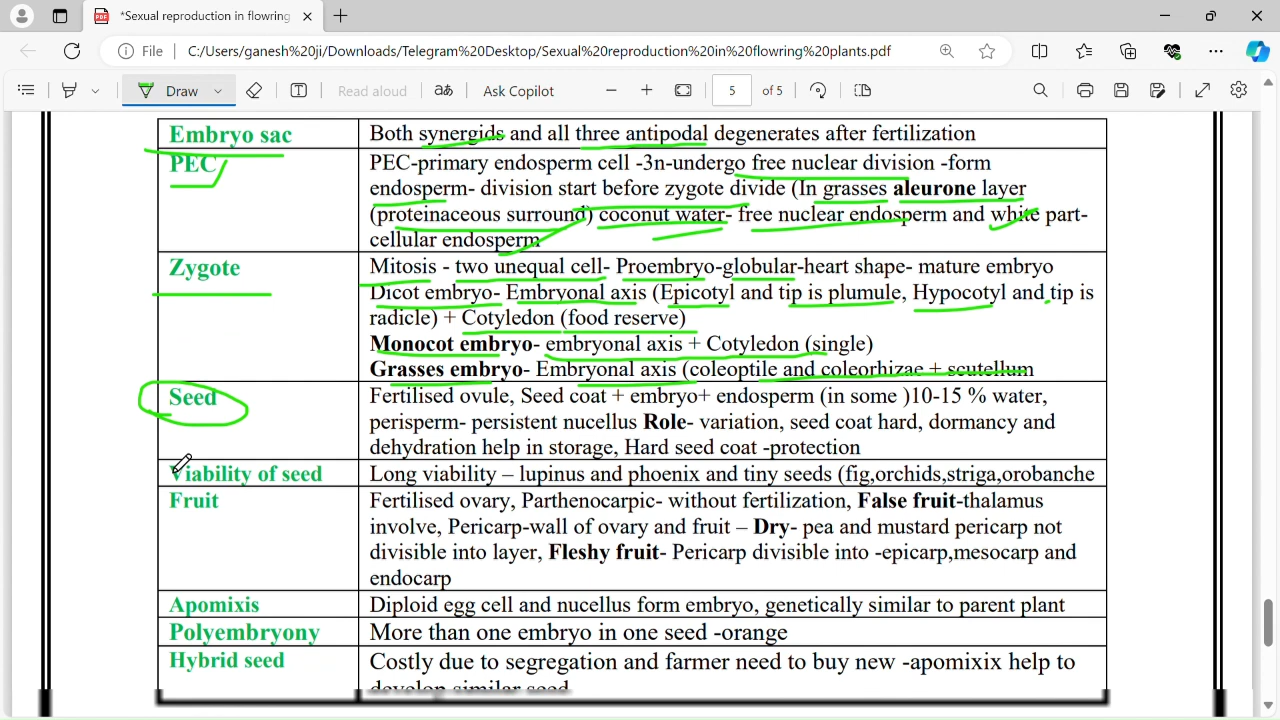 *Sexual reproduction in flowring
File
C:/Users/ganesh%20ji/Downloads/Telegram%20Desktop/Sexual%20reproduction%20in%20flowring%20plants.pdf
Draw
Read aloud
Ask Copilot
5
of 5
Embryo sac
Both synergids and all three antipodal degenerates after fertilization
PEC
PEC-primary endosperm cell -3n-undergo free nuclear division -form
endosperm- division start before zygote divide (In grasses aleurone layer
(proteinaceous surround) coconut water- free nuclear endosperm and white part-
cellular endosperm
Zygote
Mitosis - two unequal cell- Proembryo-globular-heart shape- mature embryo
Dicot embryo- Embryonal axis (Epicotyl and tip is plumule, Hypocotyl and tip is
radicle) + Cotyledon (food reserve)
Monocot embryo- embryonal axis + Cotyledon (single)
Grasses embryo- Embryonal axis (coleoptile and coleorhizae + scutellum
Seed
Fertilised ovule, Seed coat + embryo+ endosperm (in some )10-15 % water,
perisperm- persistent nucellus Role- variation, seed coat hard, dormancy and
dehydration help in storage, Hard seed coat -protection
Viability of seed
Long viability – lupinus and phoenix and tiny seeds (fig,orchids,striga,orobanche
Fruit
Fertilised ovary, Parthenocarpic- without fertilization, False fruit-thalamus
involve, Pericarp-wall of ovary and fruit – Dry- pea and mustard pericarp not
divisible into layer, Fleshy fruit- Pericarp divisible into -epicarp,mesocarp and
endocarp
Apomixis
Diploid egg cell and nucellus form embryo, genetically similar to parent plant
Polyembryony
More than one embryo in one seed -orange
Hybrid seed
Costly due to segregation and farmer need to buy new -apomixix help to
develop similar seed